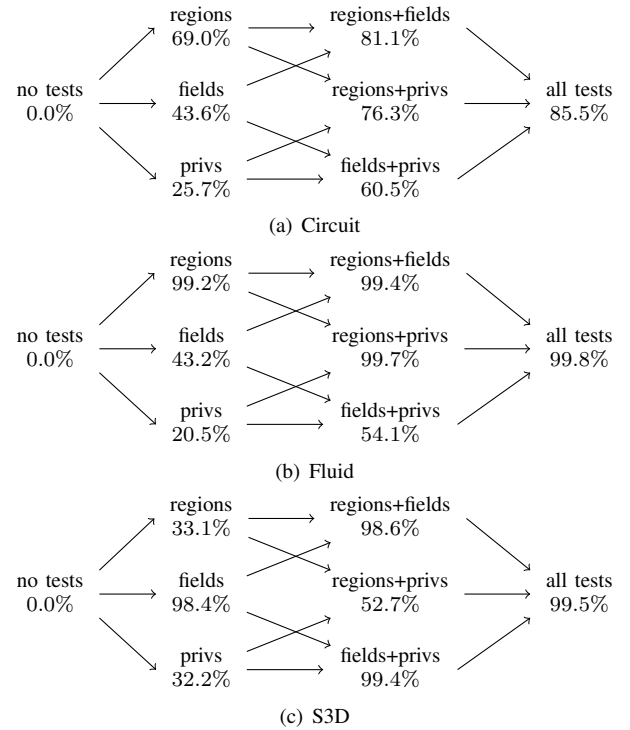 regions
69.0%
regions+fields
81.1%
no tests
0.0%
fields
43.6%
regions+privs
76.3%
all tests
85.5%
privs
25.7%
fields+privs
60.5%
(a) Circuit
regions
99.2%
regions+fields
99.4%
no tests
0.0%
fields
43.2%
regions+privs
99.7%
all tests
99.8%
privs
20.5%
fields+privs
54.1%
(b) Fluid
regions
33.1%
regions+fields
98.6%
no tests
0.0%
fields
98.4%
regions+privs
52.7%
all tests
99.5%
privs
32.2%
fields+privs
99.4%
(c) S3D